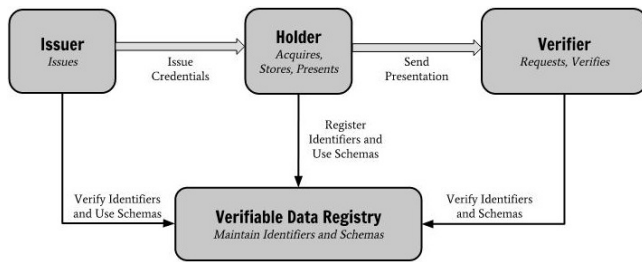 Issuer
Issues
Issue
Credentials
Holder
Acquires,
Stores, Presents
Send
Presentation
Verifier
Requests, Verifies
Register
Identifiers and
Use Schemas
Verify Identifiers
and Use Schemas
Verifiable Data Registry
Maintain Identifiers and Schemas
Verify Identifiers
and Schemas